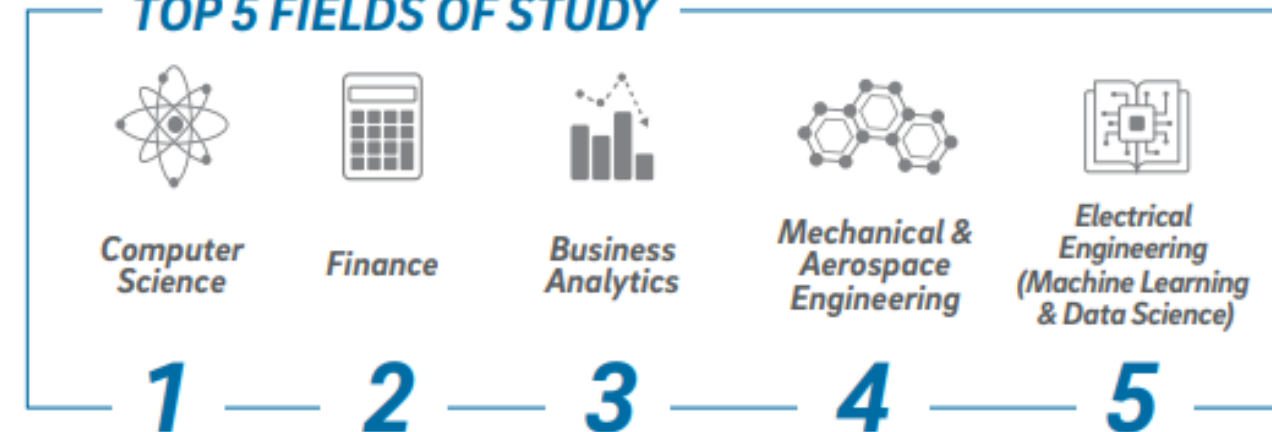 TOP 5 FIELDS OF STUDY
Computer
Science
Finance
Business
Analytics
Mechanical &
Aerospace
Engineering
Electrical
Engineering
(Machine Learning
& Data Science)
1
2
3
4
5